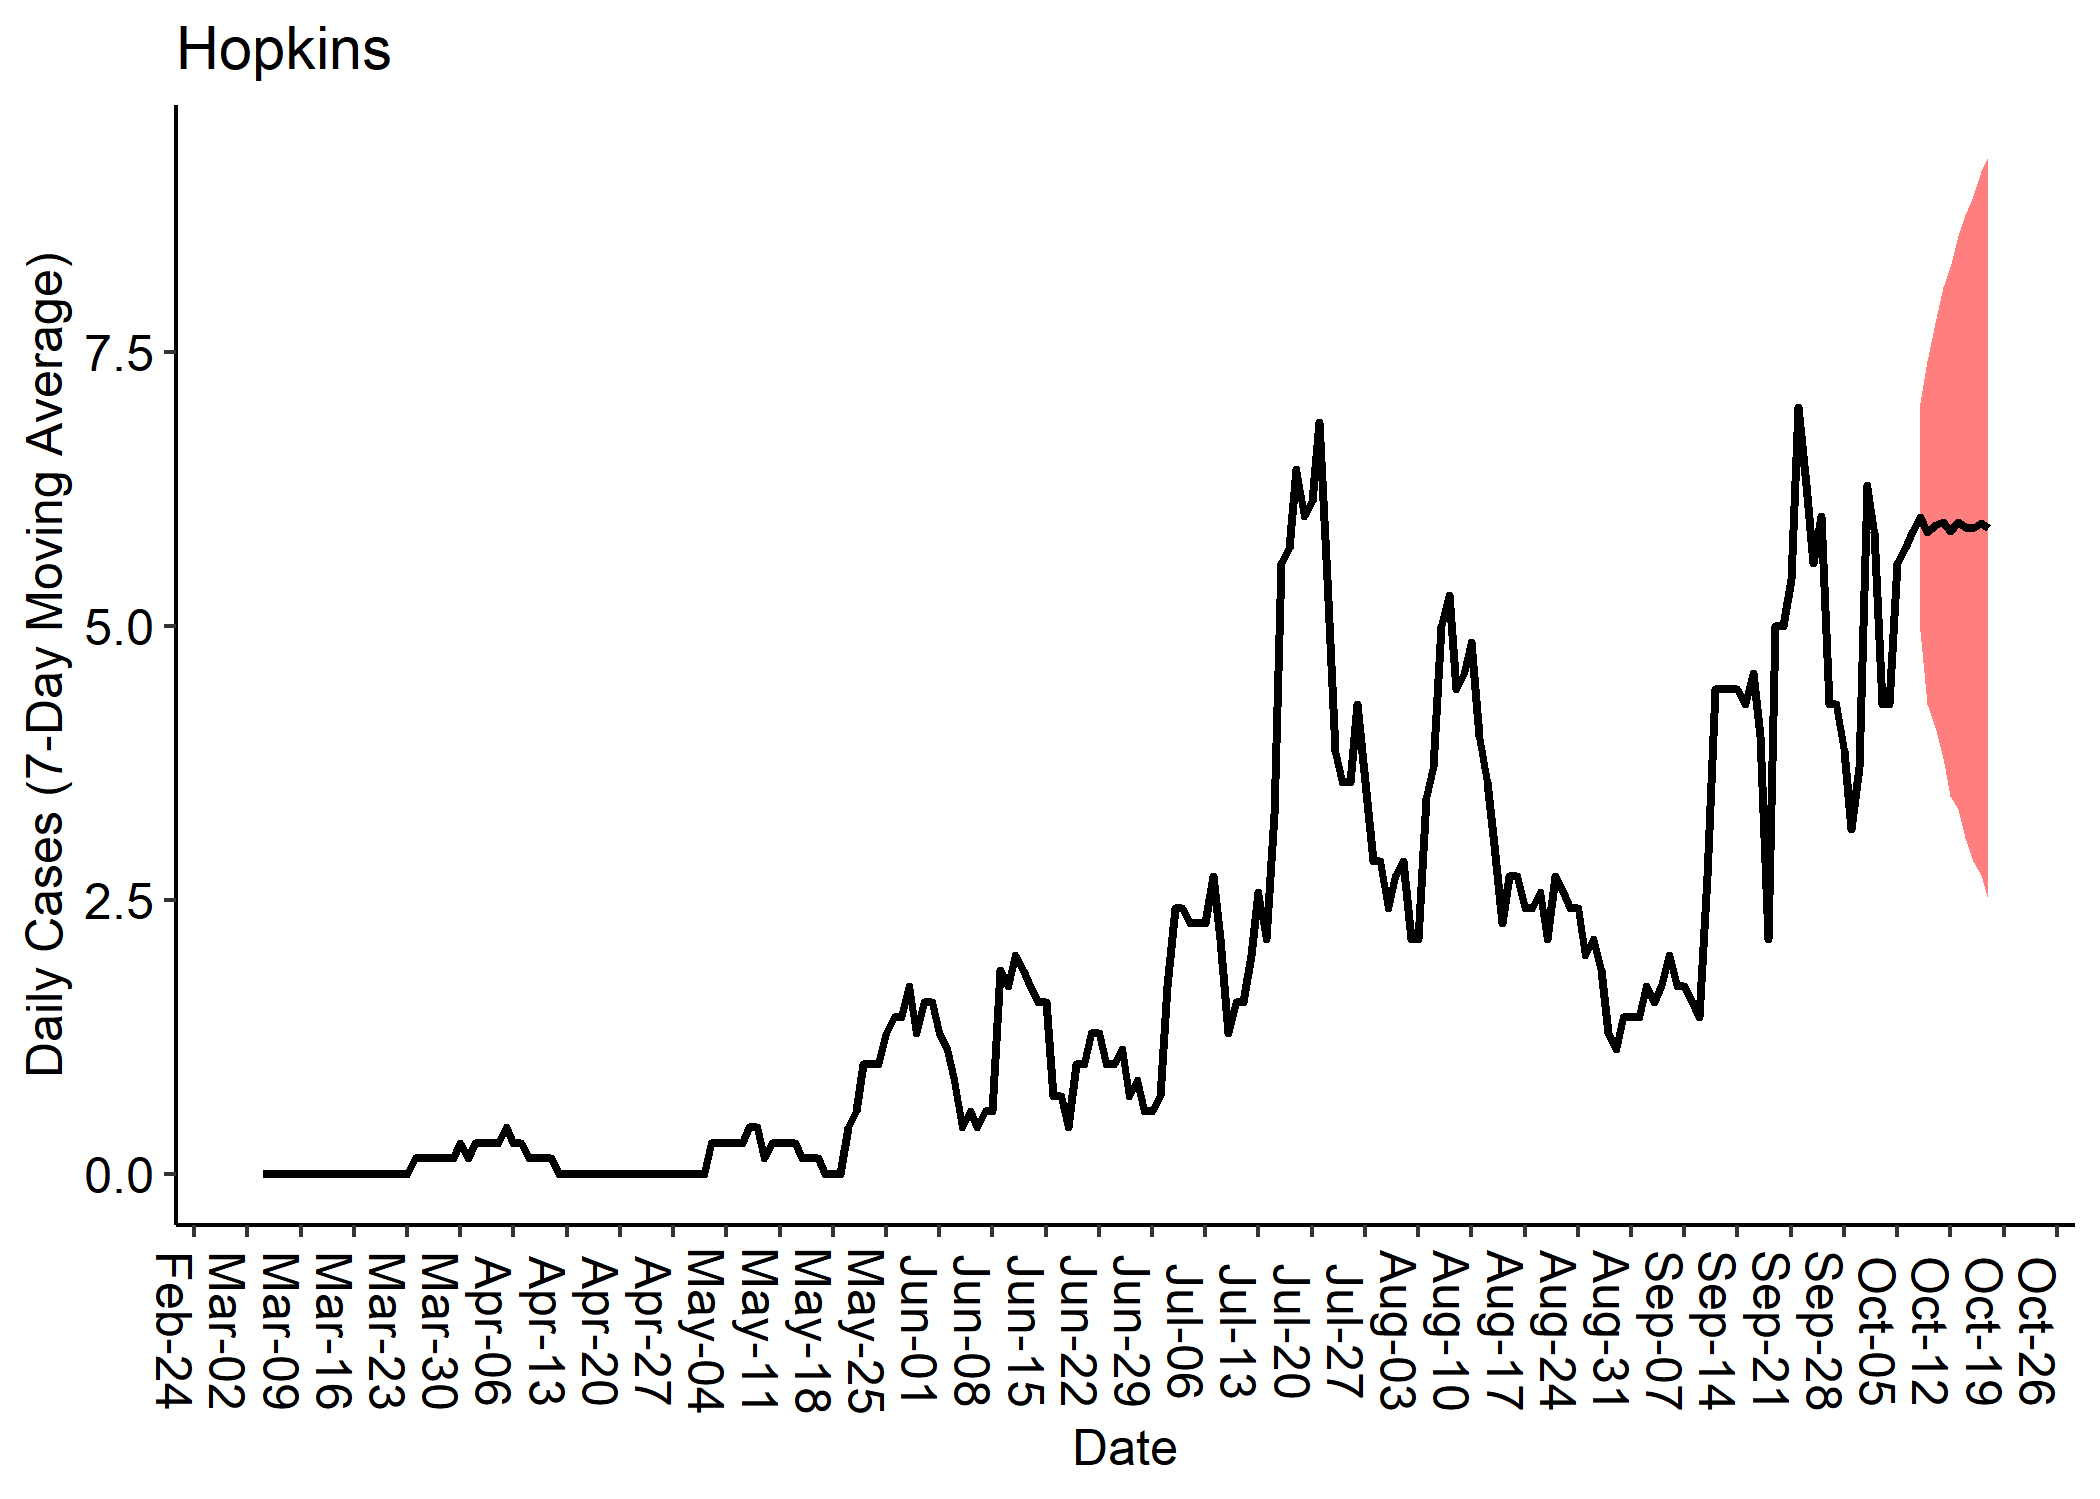 Hopkins
Daily Cases (7-Day Moving Average)
7.5
5.0
2.5
0.0
Feb-24
Mar-02
Mar-09
Mar-16
Mar-23
Mar-30
Apr-06
Apr-13
Apr-20
Apr-27
May-04
May-11
May-18
May-25
Jun-01
Jun-08
Jun-15
Jun-22
Jun-29
Jul-06
Jul-13
Jul-20
Jul-27
Aug-03
Aug-10
Aug-17
Aug-24
Aug-31
Sep-07
Sep-14
Sep-21
Sep-28
Oct-05
Oct-12
Oct-19
Oct-26
Date